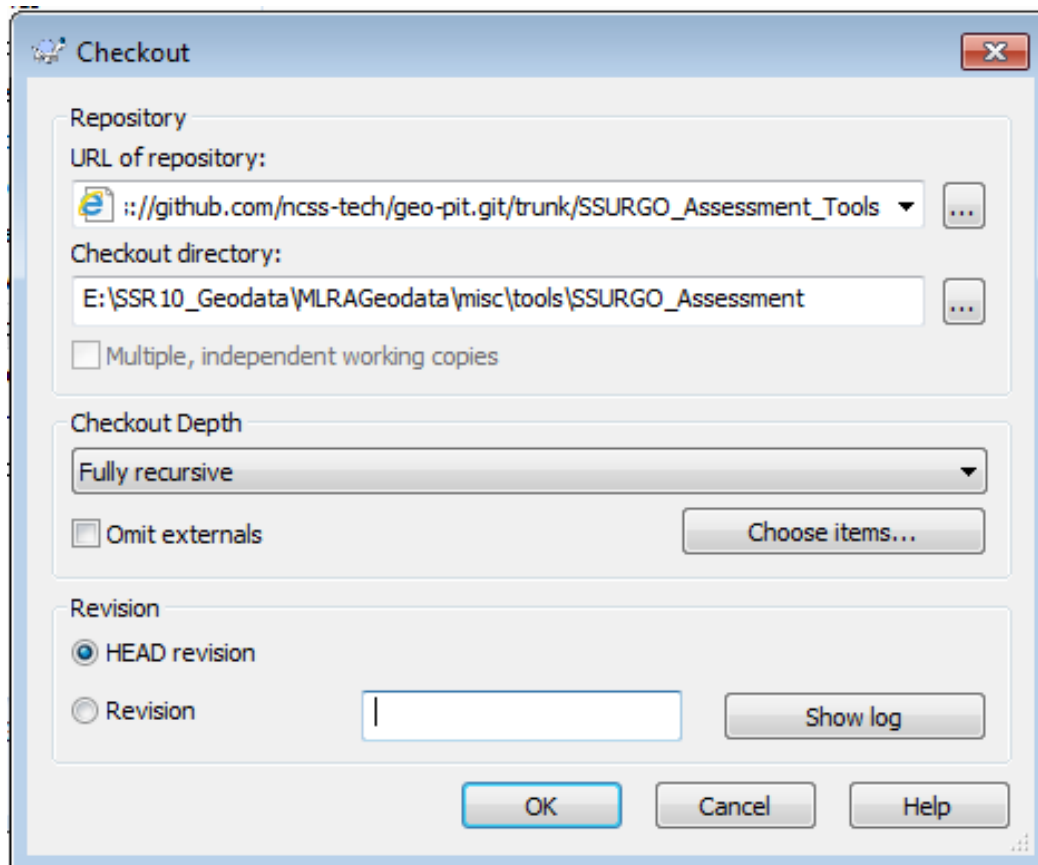 Checkout
Repository
URL of repository:
://github.com/ncss-tech/geo-pit.git/trunk/SSURGO_Assessment_Tools
...
Checkout directory:
E:\SSR10_Geodata\MLRAGeodata\misc\tools\SSURGO_Assessment
...
Multiple, independent working copies
Checkout Depth
Fully recursive
Omit externals
Choose items...
Revision
HEAD revision
Revision
Show log
OK
Cancel
Help